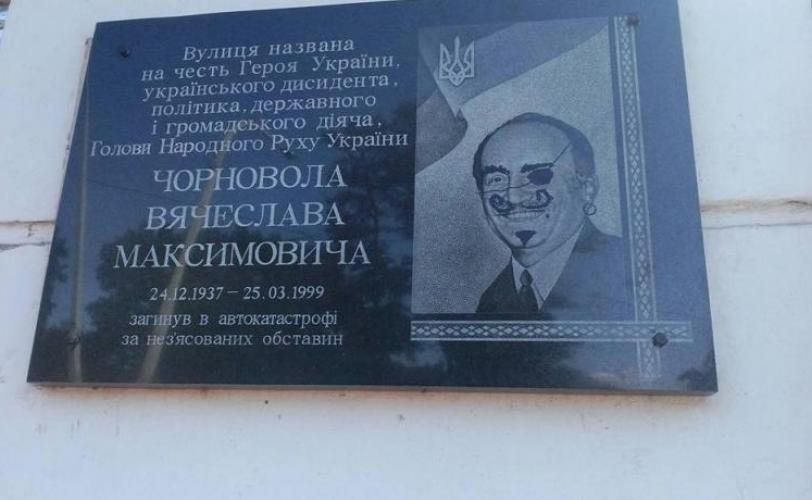 Вулиця названа
на честь Героя України,
українського дисидента,
політика, державного
і громадського діяча,
Голови Народного Руху України
ЧОРНОВОЛА
ВЯЧЕСЛАВА
МАКСИМОВИЧА
24.12.1937 – 25.03.1999
загинув в автокатастрофі
за нез'ясованих обставин